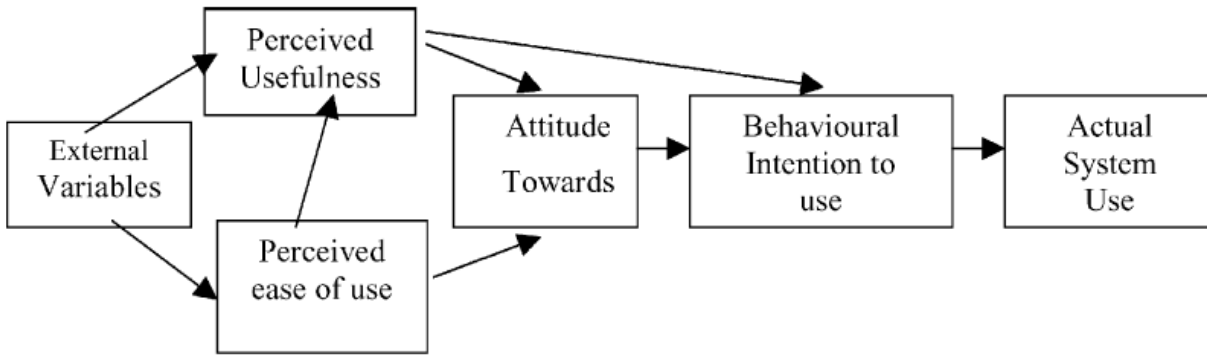 Perceived
Usefulness
External
Variables
Perceived
ease of use
Attitude
Towards
Behavioural
Intention to
use
Actual
System
Use